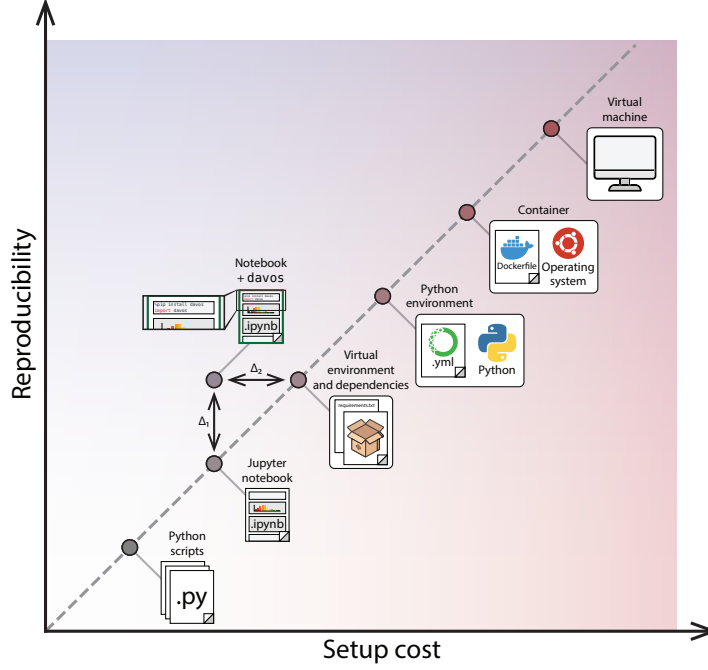 Reproducibility
Setup cost
Virtual
machine
Container
Dockerfile
Operating
system
Python
environment
.yml
Python
Notebook
+ davos
%pip install davos
import davos
.ipynb
Δ₂
Virtual
environment
and dependencies
requirements.txt
Δ₁
Jupyter
notebook
.ipynb
Python
scripts
.py